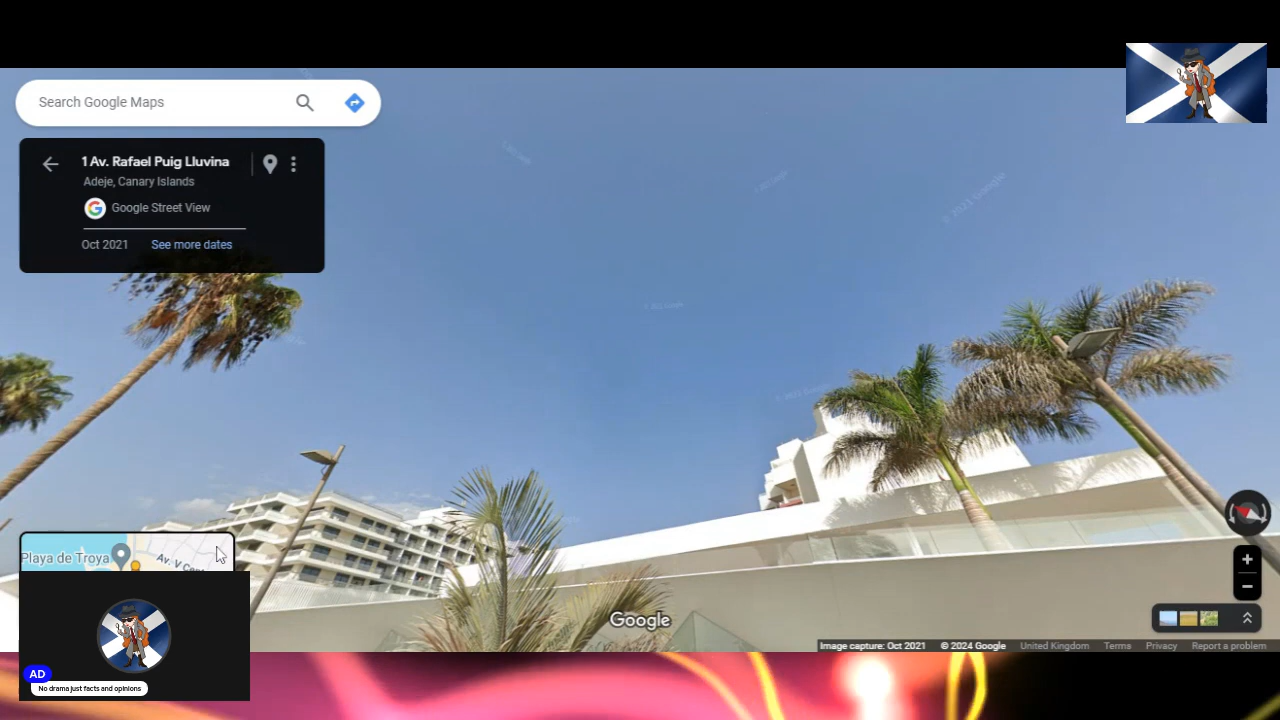 Search Google Maps
1 Av. Rafael Puig Lluvina
Adeje, Canary Islands
Google Street View
Oct 2021 See more dates
© 2022 Google
Playa de Troya
Google
Image capture: Oct 2021 © 2024 Google United Kingdom Terms Privacy Report a problem
AD
No drama just facts and opinions